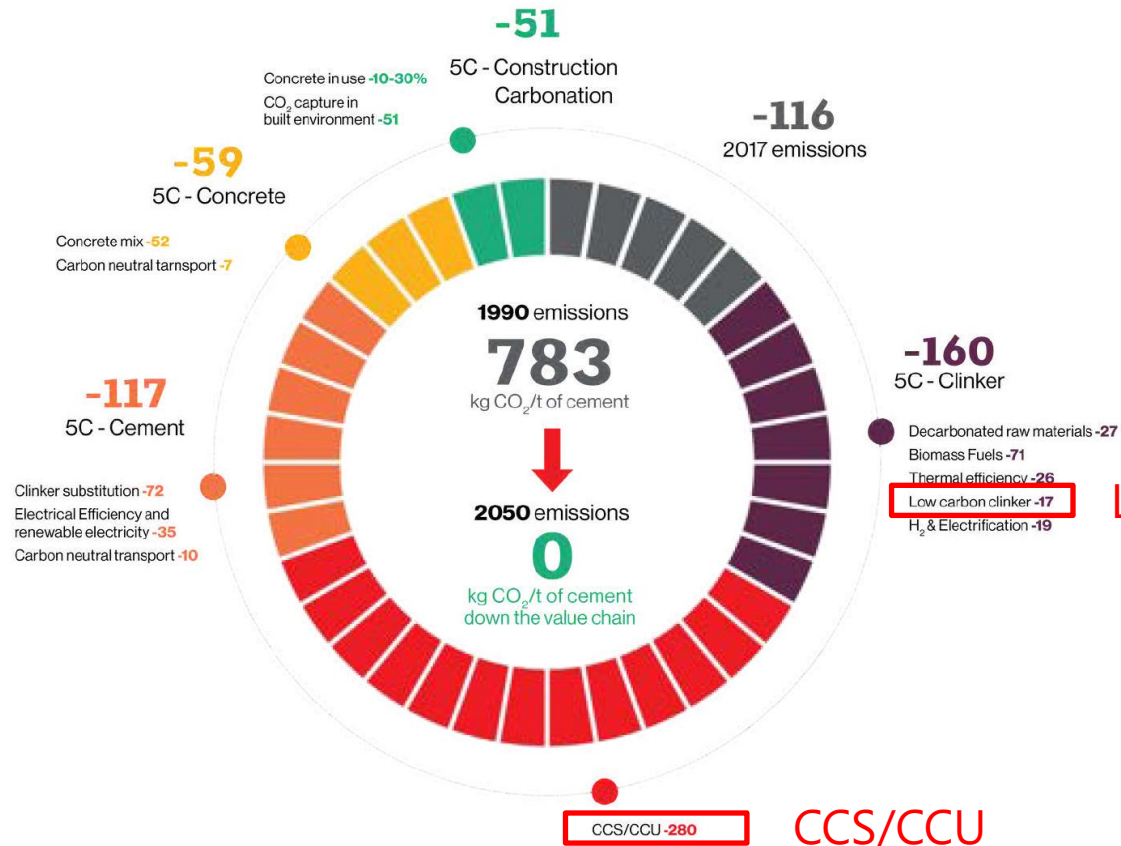 -51
5C - Construction
Carbonation
Concrete in use -10-30%
CO₂ capture in
built environment -51
-116
2017 emissions
-59
5C - Concrete
Concrete mix -52
Carbon neutral tarnsport -7
1990 emissions
783
kg CO₂/t of cement
2050 emissions
0
kg CO₂/t of cement
down the value chain
-160
5C - Clinker
Decarbonated raw materials -27
Biomass Fuels -71
Thermal efficiency -26
Low carbon clinker -17
H₂ & Electrification -19
-117
5C - Cement
Clinker substitution -72
Electrical Efficiency and
renewable electricity -35
Carbon neutral transport -10
CCS/CCU -280
CCS/CCU